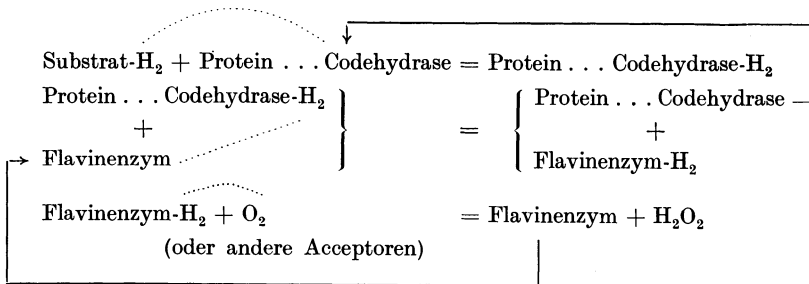 Substrat-H₂ + Protein . . . Codehydrase = Protein . . . Codehydrase-H₂
Protein . . . Codehydrase-H₂ Protein . . . Codehydrase
+ = +
Flavinenzym Flavinenzym-H₂
Flavinenzym-H₂ + O₂ = Flavinenzym + H₂O₂
(oder andere Acceptoren)